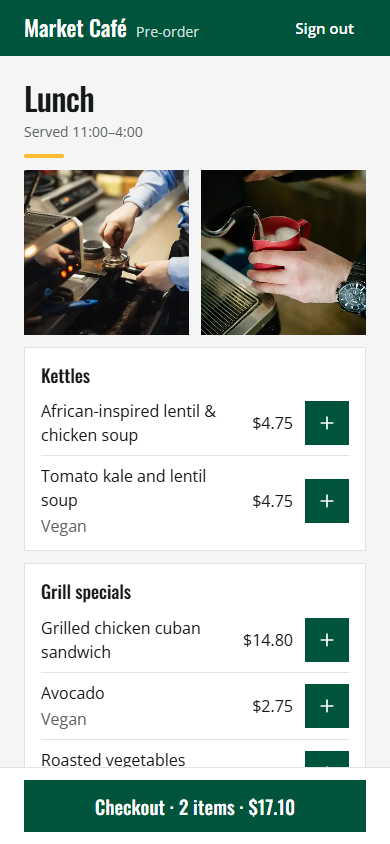 Market Café Pre-order
Sign out
Lunch
Served 11:00–4:00
Kettles
African-inspired lentil &
chicken soup
$4.75
+
Tomato kale and lentil
soup
Vegan
$4.75
+
Grill specials
Grilled chicken cuban
sandwich
$14.80
+
Avocado
Vegan
$2.75
+
Roasted vegetables
Checkout · 2 items · $17.10